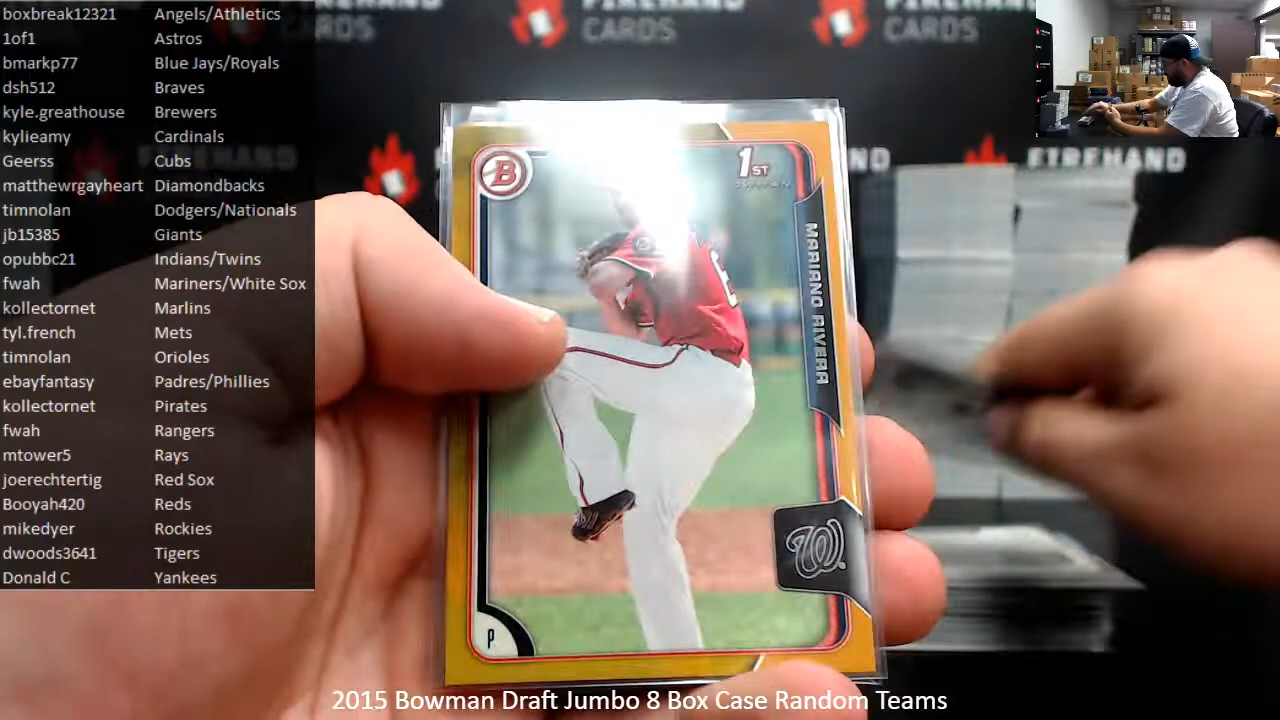 boxbreak12321 Angels/Athletics
1of1 Astros
bmarkp77 Blue Jays/Royals
dsh512 Braves
kyle.greathouse Brewers
kylieamy Cardinals
Geerss Cubs
matthewrgayheart Diamondbacks
timnolan Dodgers/Nationals
jb15385 Giants
opubbc21 Indians/Twins
fwah Mariners/White Sox
kollectornet Marlins
tyl.french Mets
timnolan Orioles
ebayfantasy Padres/Phillies
kollectornet Pirates
fwah Rangers
mtower5 Rays
joerechtertig Red Sox
Booyah420 Reds
mikedyer Rockies
dwoods3641 Tigers
Donald C Yankees
FIREHAND
CARDS
CARDS
CARDS
FIREHAND
FIREHAND
B
1ST
MARIANO RIVERA
W
P
2015 Bowman Draft Jumbo 8 Box Case Random Teams